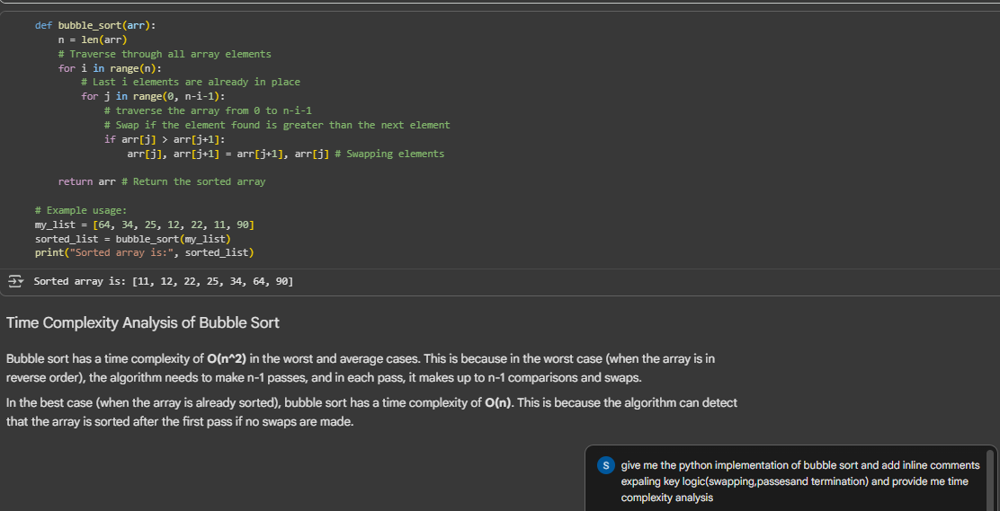 def bubble_sort(arr):
    n = len(arr)
    # Traverse through all array elements
    for i in range(n):
        # Last i elements are already in place
        for j in range(0, n-i-1):
            # traverse the array from 0 to n-i-1
            # Swap if the element found is greater than the next element
            if arr[j] > arr[j+1]:
                arr[j], arr[j+1] = arr[j+1], arr[j] # Swapping elements
    return arr # Return the sorted array
# Example usage:
my_list = [64, 34, 25, 12, 22, 11, 90]
sorted_list = bubble_sort(my_list)
print("Sorted array is:", sorted_list)
Sorted array is: [11, 12, 22, 25, 34, 64, 90]
Time Complexity Analysis of Bubble Sort
Bubble sort has a time complexity of O(n^2) in the worst and average cases. This is because in the worst case (when the array is in
reverse order), the algorithm needs to make n-1 passes, and in each pass, it makes up to n-1 comparisons and swaps.
In the best case (when the array is already sorted), bubble sort has a time complexity of O(n). This is because the algorithm can detect
that the array is sorted after the first pass if no swaps are made.
S
give me the python implementation of bubble sort and add inline comments
expaling key logic(swapping,passesand termination) and provide me time
complexity analysis